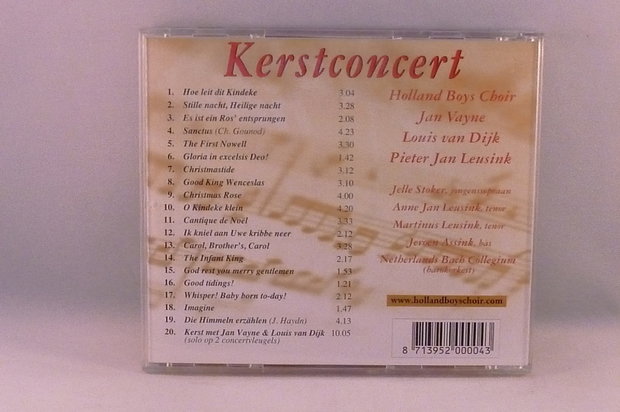 Kerstconcert
1. Hoe leit dit Kindeke 3.04
2. Stille nacht, Heilige nacht 3.28
3. Es ist ein Ros' entsprungen 2.08
4. Sanctus (Ch. Gounod) 4.23
5. The First Nowell 3.30
6. Gloria in excelsis Deo! 1.42
7. Christmastide 3.12
8. Good King Wenceslas 3.10
9. Christmas Rose 4.00
10. O Kindeke klein 4.20
11. Cantique de Noel 3.33
12. Ik kniel aan Uwe kribbe neer 2.12
13. Carol, Brother's, Carol 3.28
14. The Infant King 2.17
15. God rest you merry gentlemen 1.53
16. Good tidings! 1.21
17. Whisper! Baby born to-day! 2.12
18. Imagine 1.47
19. Die Himmeln erzählen (J. Haydn) 4.13
20. Kerst met Jan Vayne & Louis van Dijk 10.05
(solo op 2 concertvleugels)
Holland Boys Choir
Jan Vayne
Louis van Dijk
Pieter Jan Leusink
Jelle Stoker, jongenssopraan
Anne Jan Leusink, tenor
Martinus Leusink, tenor
Jeroen Assink, bas
Netherlands Bach Collegium
(barokorkest)
www.hollandboyschoir.com
8 713952 000043